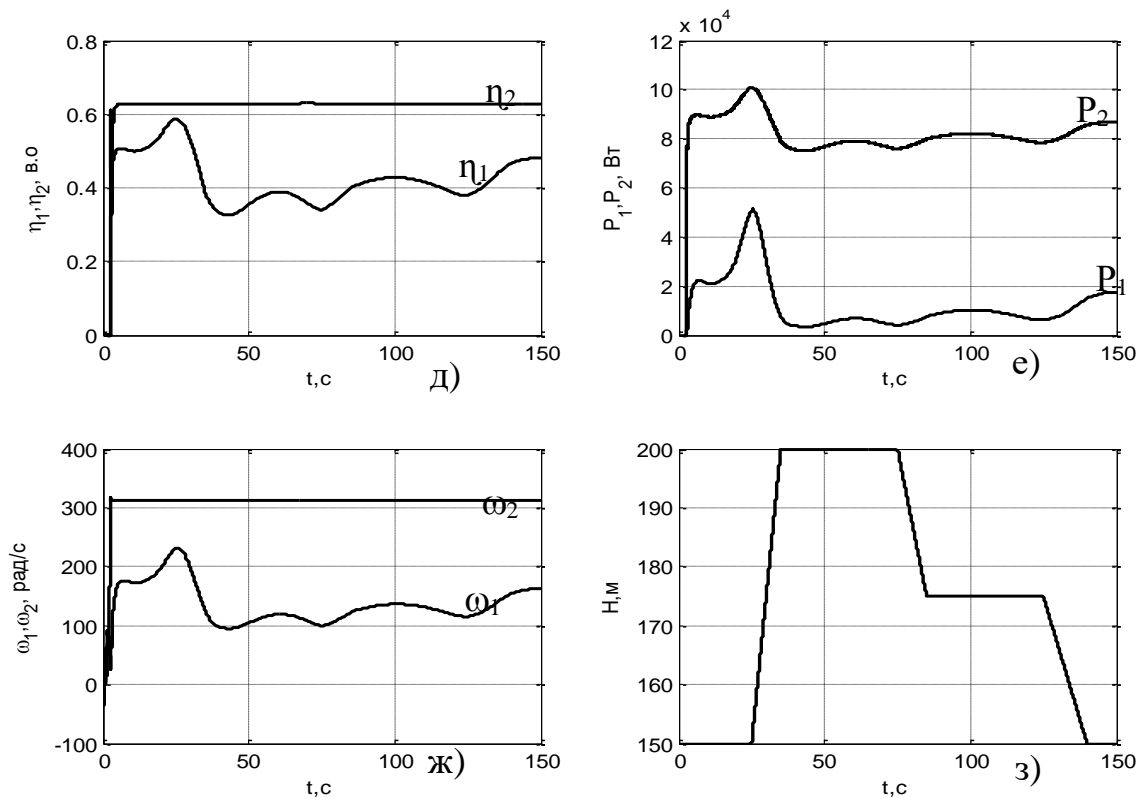 0.8
0.6
0.4
0.2
0
η1,η2, в.о
η2
η1
0
50
100
150
t,c
д)
x 10^4
12
10
8
6
4
2
0
P1,P2, Вт
P2
P1
0
50
100
150
t,c
е)
400
300
200
100
0
-100
ω1,ω2, рад/с
ω2
ω1
0
50
100
150
t,c
ж)
200
190
180
170
160
150
Н,м
0
50
100
150
t,c
з)